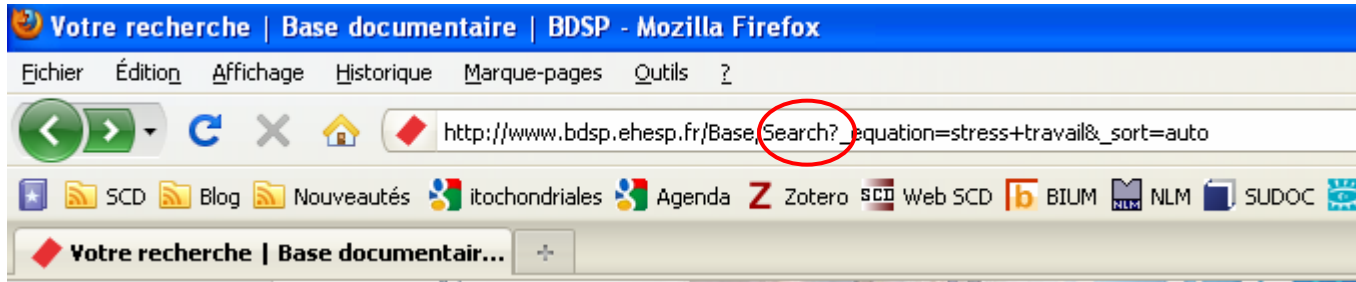 Votre recherche | Base documentaire | BDSP - Mozilla Firefox
Fichier Édition Affichage Historique Marque-pages Outils ?
http://www.bdsp.ehesp.fr/Base/Search?_equation=stress+travail&_sort=auto
SCD Blog Nouveautés itochondriales Agenda Z Zotero SCD Web SCD b BIUM NLM NLM SUDOC
Votre recherche | Base documentair... +